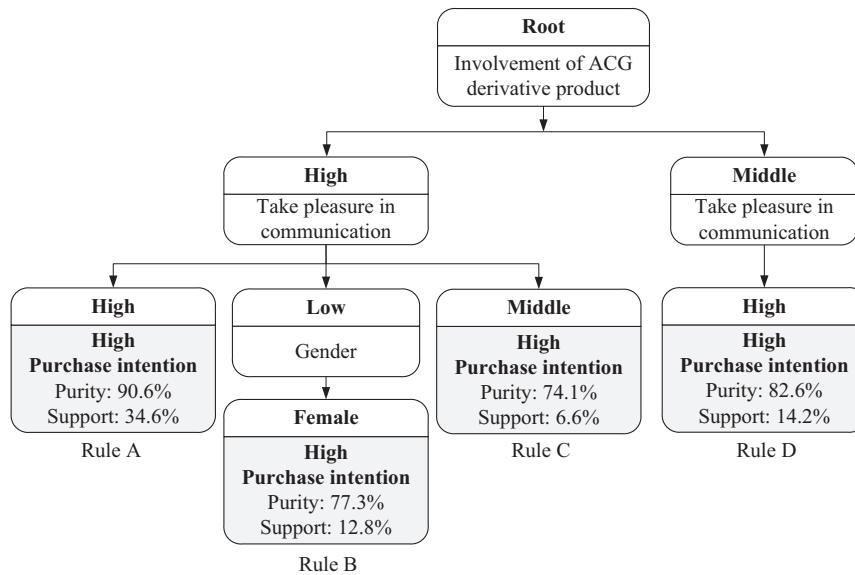 Root
Involvement of ACG
derivative product
High
Take pleasure in
communication
Middle
Take pleasure in
communication
High
High
Purchase intention
Purity: 90.6%
Support: 34.6%
Rule A
Low
Gender
Female
High
Purchase intention
Purity: 77.3%
Support: 12.8%
Rule B
Middle
High
Purchase intention
Purity: 74.1%
Support: 6.6%
Rule C
High
High
Purchase intention
Purity: 82.6%
Support: 14.2%
Rule D